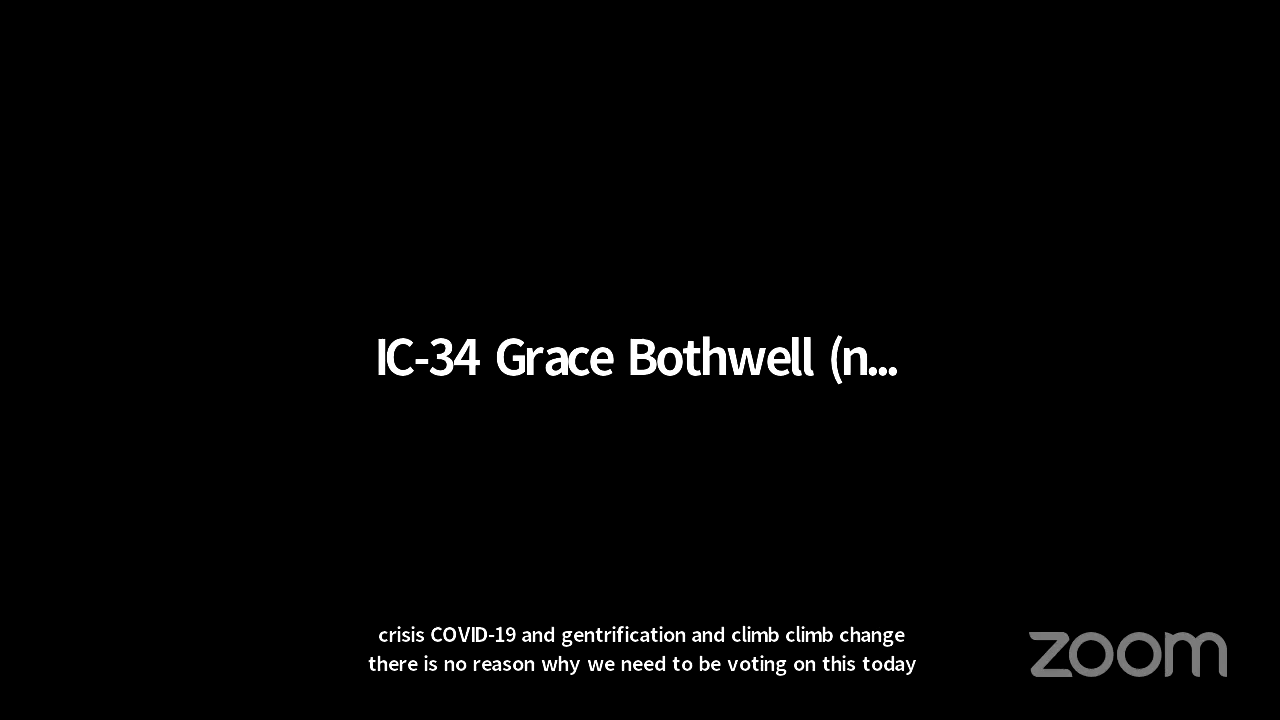 IC-34 Grace Bothwell (n...
crisis COVID-19 and gentrification and climb climb change
there is no reason why we need to be voting on this today
zoom